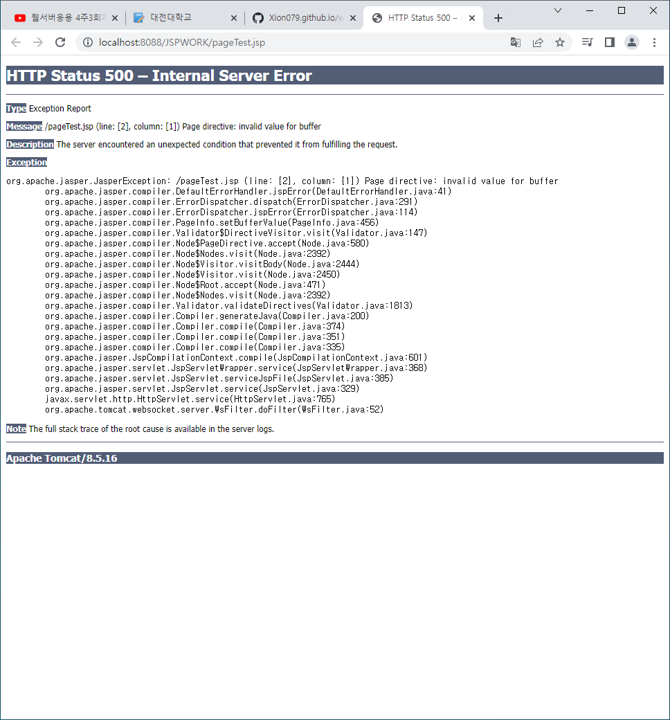 웹서버응용 4주3회
대전대학교
Xion079.github.io/w
HTTP Status 500 –
localhost:8088/JSPWORK/pageTest.jsp
HTTP Status 500 – Internal Server Error
Type Exception Report
Message /pageTest.jsp (line: [2], column: [1]) Page directive: invalid value for buffer
Description The server encountered an unexpected condition that prevented it from fulfilling the request.
Exception
org.apache.jasper.JasperException: /pageTest.jsp (line: [2], column: [1]) Page directive: invalid value for buffer
org.apache.jasper.compiler.DefaultErrorHandler.jspError(DefaultErrorHandler.java:41)
org.apache.jasper.compiler.ErrorDispatcher.dispatch(ErrorDispatcher.java:291)
org.apache.jasper.compiler.ErrorDispatcher.jspError(ErrorDispatcher.java:114)
org.apache.jasper.compiler.PageInfo.setBufferValue(PageInfo.java:456)
org.apache.jasper.compiler.Validator$DirectiveVisitor.visit(Validator.java:147)
org.apache.jasper.compiler.Node$PageDirective.accept(Node.java:580)
org.apache.jasper.compiler.Node$Nodes.visit(Node.java:2392)
org.apache.jasper.compiler.Node$Visitor.visitBody(Node.java:2444)
org.apache.jasper.compiler.Node$Visitor.visit(Node.java:2450)
org.apache.jasper.compiler.Node$Root.accept(Node.java:471)
org.apache.jasper.compiler.Node$Nodes.visit(Node.java:2392)
org.apache.jasper.compiler.Validator.validateDirectives(Validator.java:1813)
org.apache.jasper.compiler.Compiler.generateJava(Compiler.java:200)
org.apache.jasper.compiler.Compiler.compile(Compiler.java:374)
org.apache.jasper.compiler.Compiler.compile(Compiler.java:351)
org.apache.jasper.compiler.Compiler.compile(Compiler.java:335)
org.apache.jasper.JspCompilationContext.compile(JspCompilationContext.java:601)
org.apache.jasper.servlet.JspServletWrapper.service(JspServletWrapper.java:368)
org.apache.jasper.servlet.JspServlet.serviceJspFile(JspServlet.java:385)
org.apache.jasper.servlet.JspServlet.service(JspServlet.java:329)
javax.servlet.http.HttpServlet.service(HttpServlet.java:765)
org.apache.tomcat.websocket.server.WsFilter.doFilter(WsFilter.java:52)
Note The full stack trace of the root cause is available in the server logs.
Apache Tomcat/8.5.16